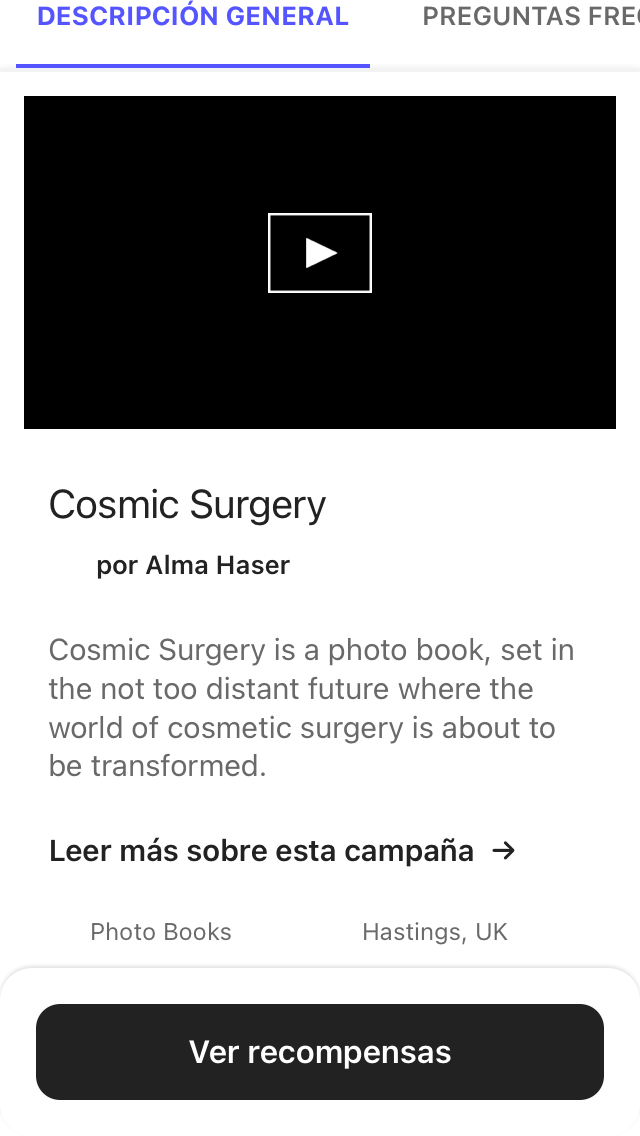 DESCRIPCIÓN GENERAL
PREGUNTAS
Cosmic Surgery
por Alma Haser
Cosmic Surgery is a photo book, set in
the not too distant future where the
world of cosmetic surgery is about to
be transformed.
Leer más sobre esta campaña →
Photo Books
Hastings, UK
Ver recompensas